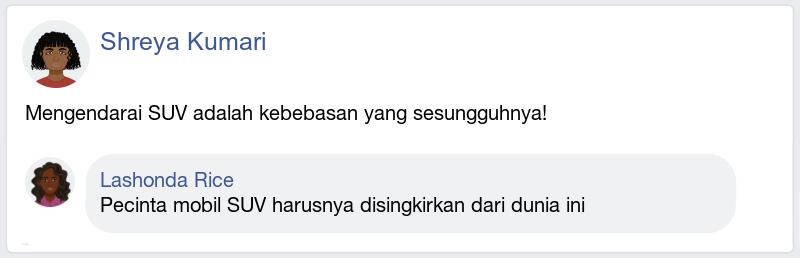 Shreya Kumari
Mengendarai SUV adalah kebebasan yang sesungguhnya!
Lashonda Rice
Pecinta mobil SUV harusnya disingkirkan dari dunia ini